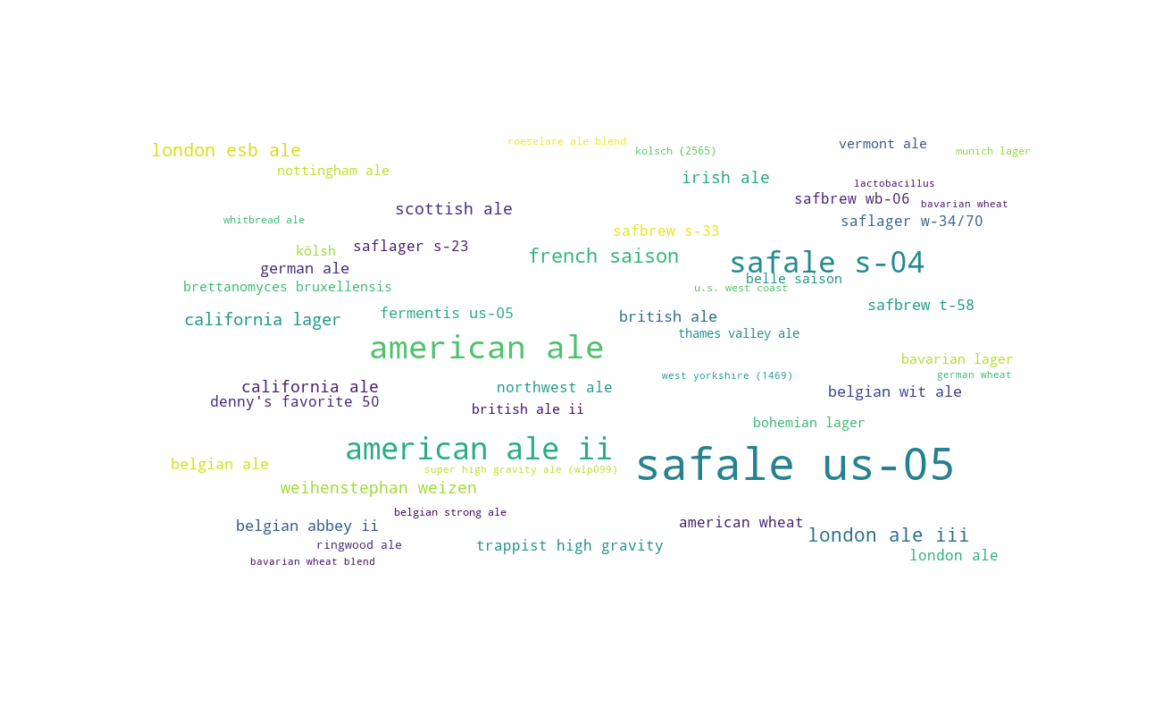 roeselare ale blend
vermont ale
london esb ale
kolsch (2565)
munich lager
nottingham ale
irish ale
lactobacillus
safbrew wb-06
bavarian wheat
scottish ale
whitbread ale
saflager w-34/70
safbrew s-33
saflager s-23
kölsch
french saison
safale s-04
german ale
belle saison
brettanomyces bruxellensis
u.s. west coast
safbrew t-58
fermentis us-05
california lager
british ale
thames valley ale
american ale
bavarian lager
west yorkshire (1469)
german wheat
california ale
northwest ale
belgian wit ale
denny's favorite 50
british ale ii
bohemian lager
american ale ii
belgian ale
safale us-05
super high gravity ale (wlp099)
weihenstephan weizen
belgian strong ale
american wheat
belgian abbey ii
london ale iii
ringwood ale
trappist high gravity
london ale
bavarian wheat blend